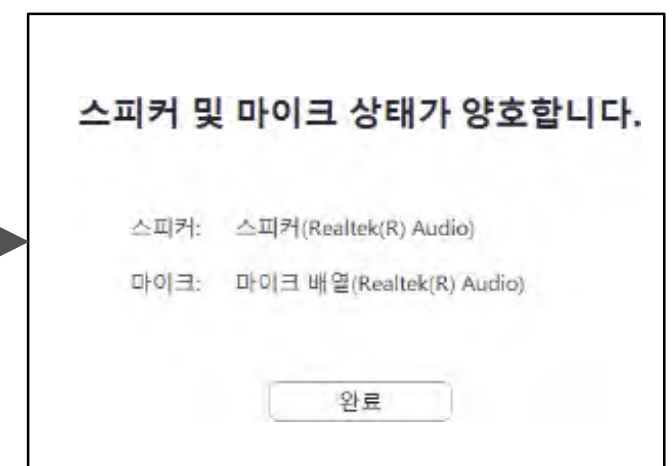 스피커 및 마이크 상태가 양호합니다.
스피커: 스피커(Realtek(R) Audio)
마이크: 마이크 배열(Realtek(R) Audio)
완료